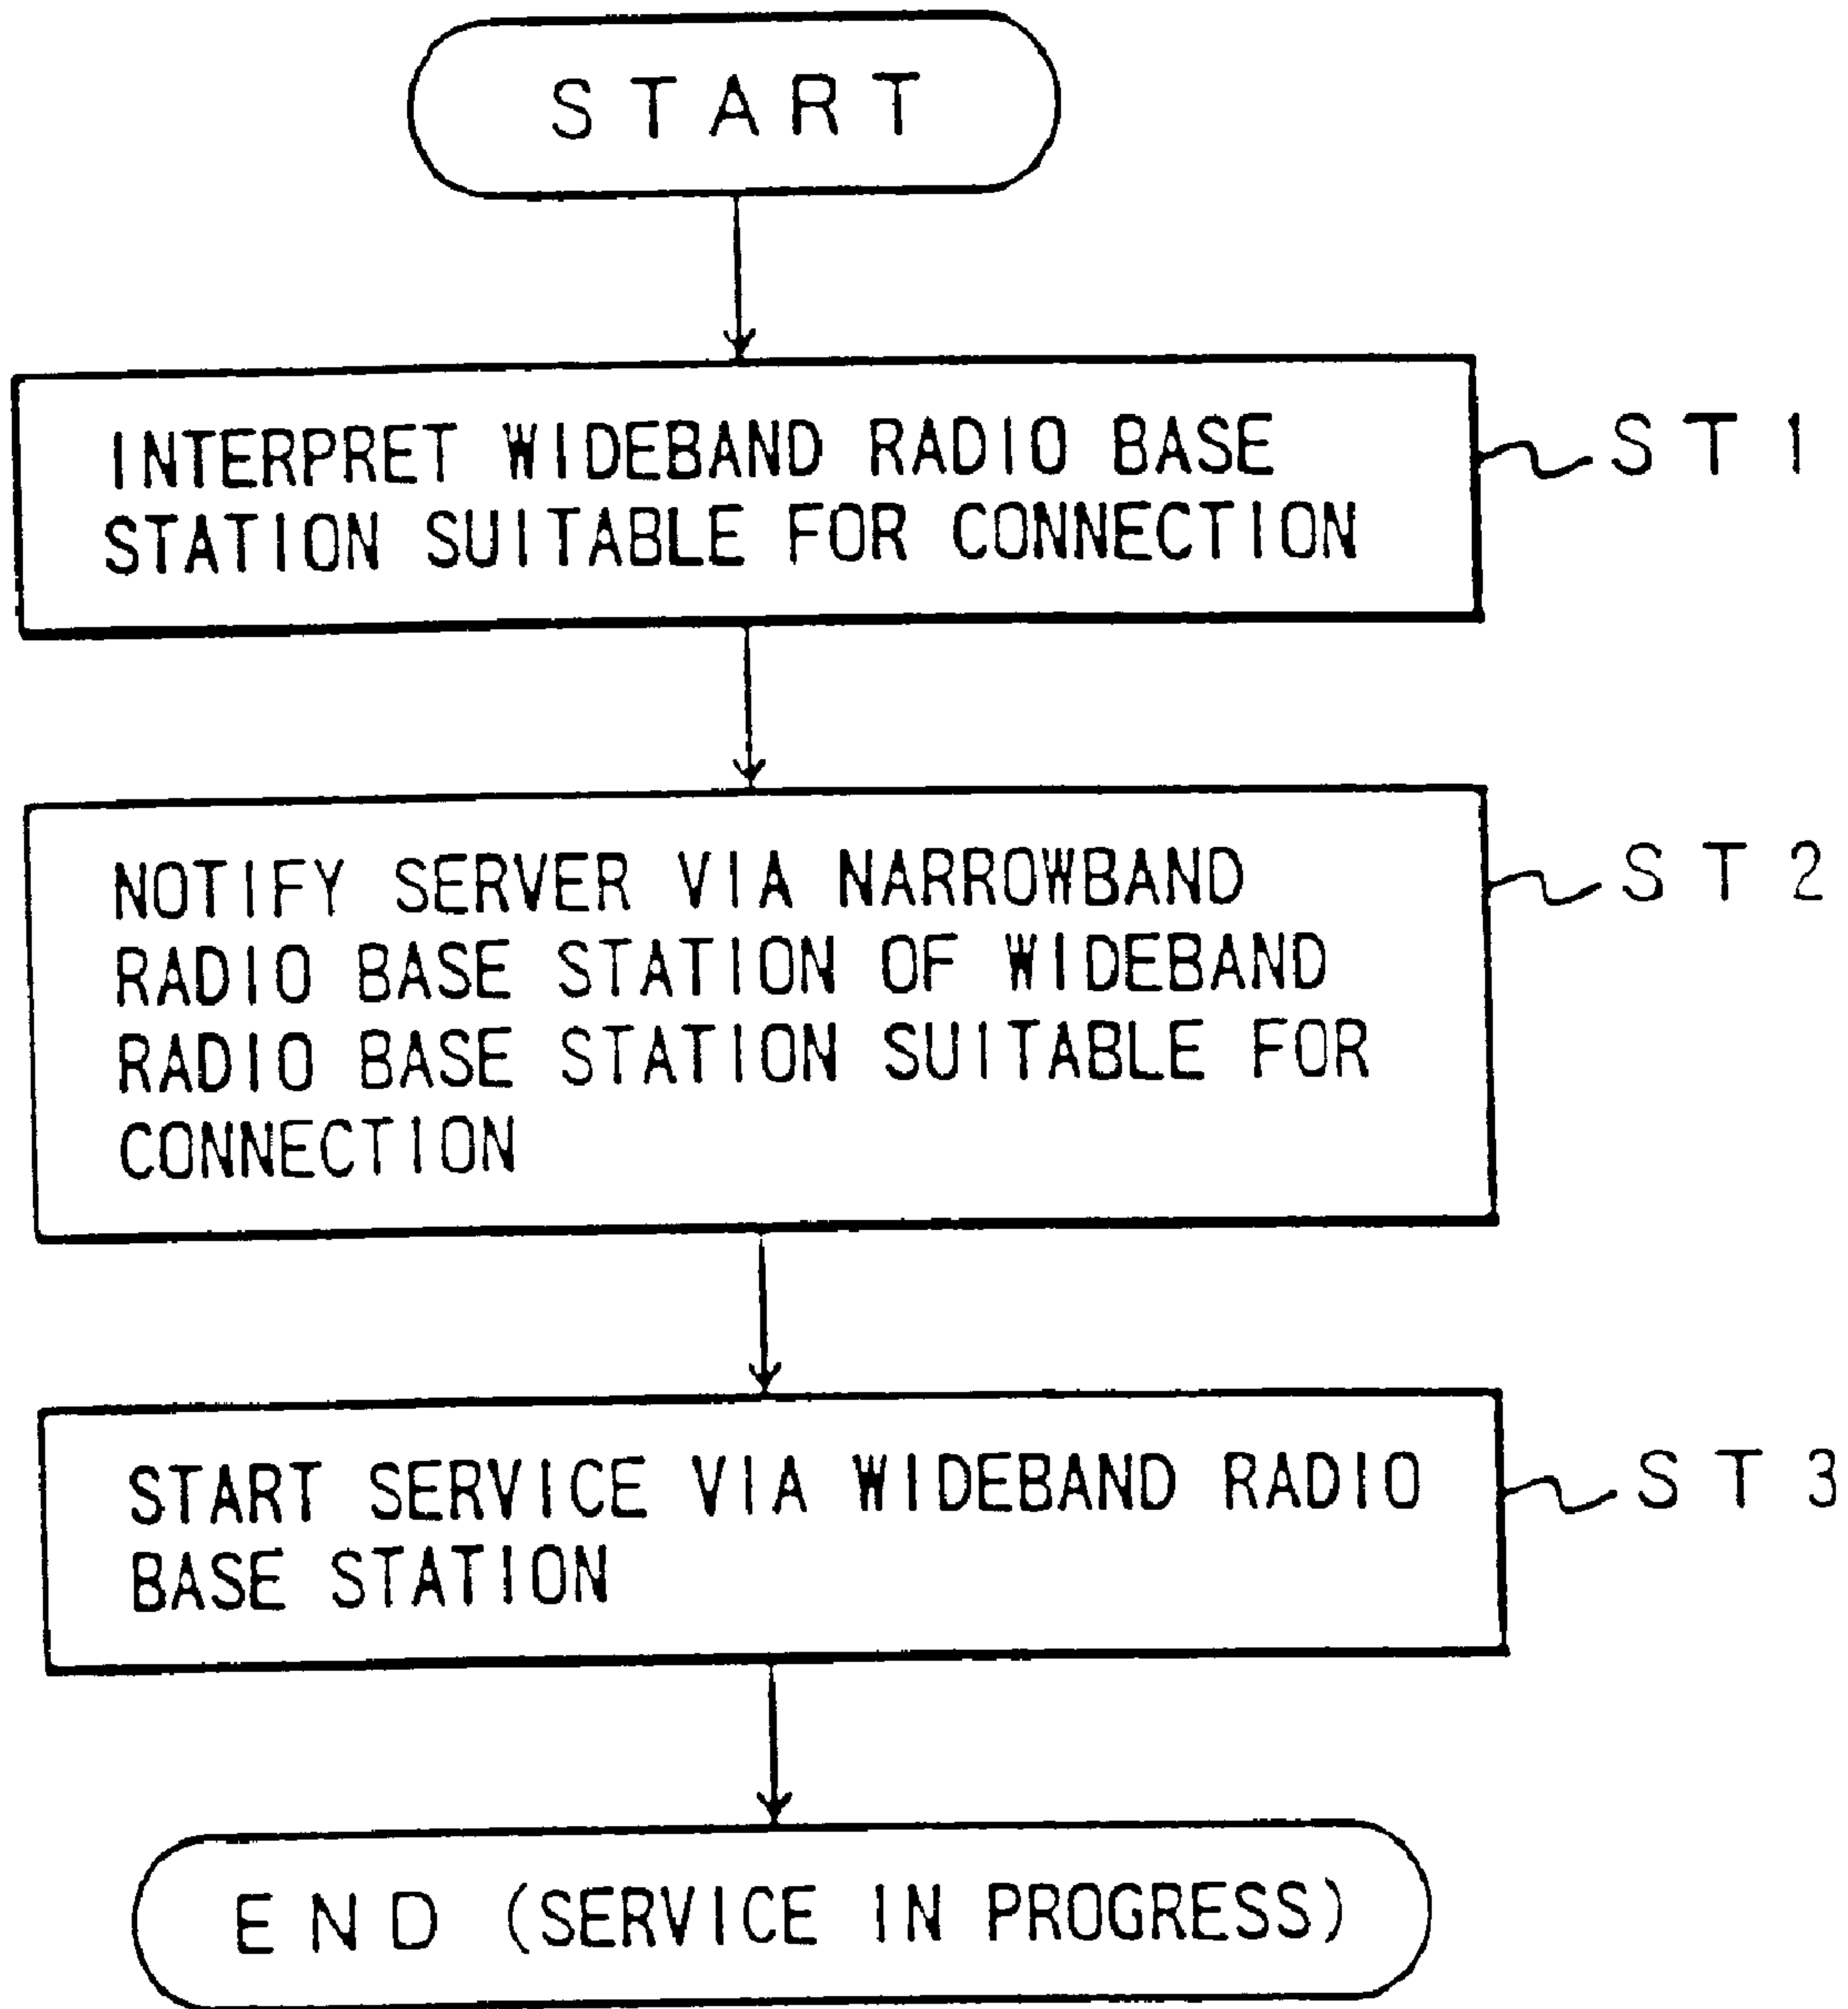 START
INTERPRET WIDEBAND RADIO BASE
STATION SUITABLE FOR CONNECTION
ST1
NOTIFY SERVER VIA NARROWBAND
RADIO BASE STATION OF WIDEBAND
RADIO BASE STATION SUITABLE FOR
CONNECTION
ST2
START SERVICE VIA WIDEBAND RADIO
BASE STATION
ST3
END (SERVICE IN PROGRESS)